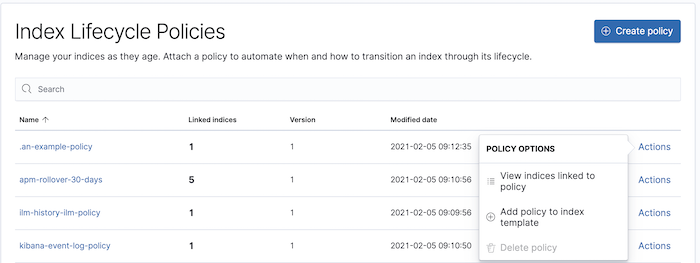 Index Lifecycle Policies
Create policy
Manage your indices as they age. Attach a policy to automate when and how to transition an index through its lifecycle.
Search
Name Linked indices Version Modified date
.an-example-policy 1 1 2021-02-05 09:12:35 Actions
POLICY OPTIONS
View indices linked to
policy
Add policy to index
template
Delete policy
apm-rollover-30-days 5 1 2021-02-05 09:10:56 Actions
ilm-history-ilm-policy 1 1 2021-02-05 09:09:56 Actions
kibana-event-log-policy 1 1 2021-02-05 09:10:50 Actions